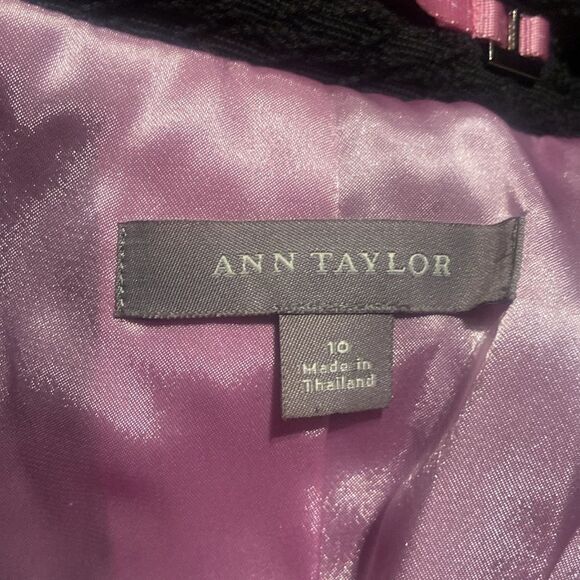 ANN TAYLOR
10
Made in
Thailand